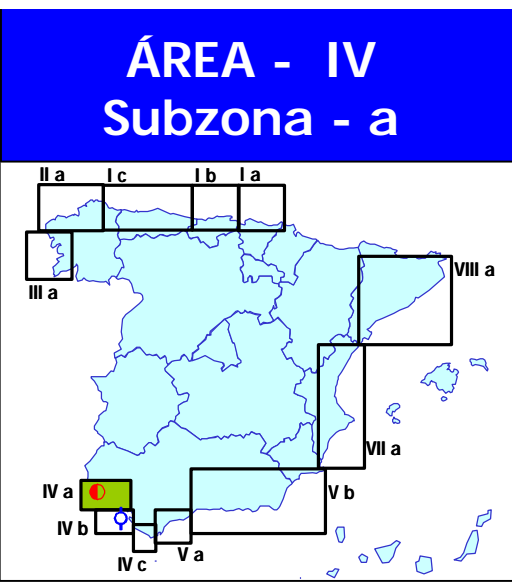 ÁREA - IV
Subzona - a
II a
I c
I b
I a
III a
VIII a
VII a
IV a
V b
IV b
V a
IV c